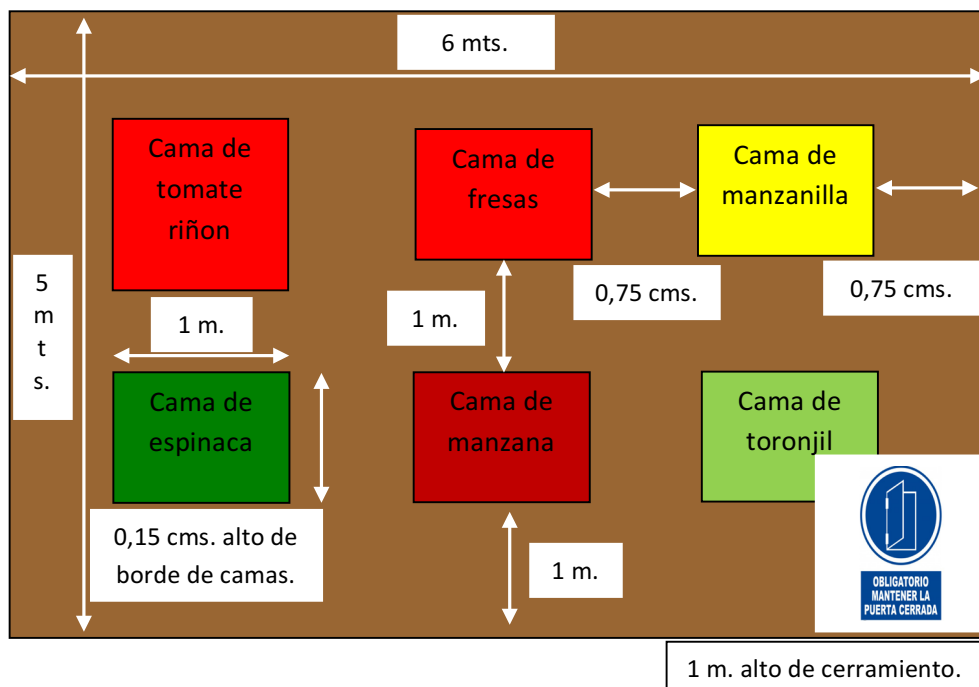 6 mts.
Cama de
tomate
riñon
Cama de
fresas
Cama de
manzanilla
5
m
t
s.
0,75 cms.
0,75 cms.
1 m.
1 m.
Cama de
espinaca
Cama de
manzana
Cama de
toronjil
0,15 cms. alto de
borde de camas.
1 m.
OBLIGATORIO
MANTENER LA
PUERTA CERRADA
1 m. alto de cerramiento.